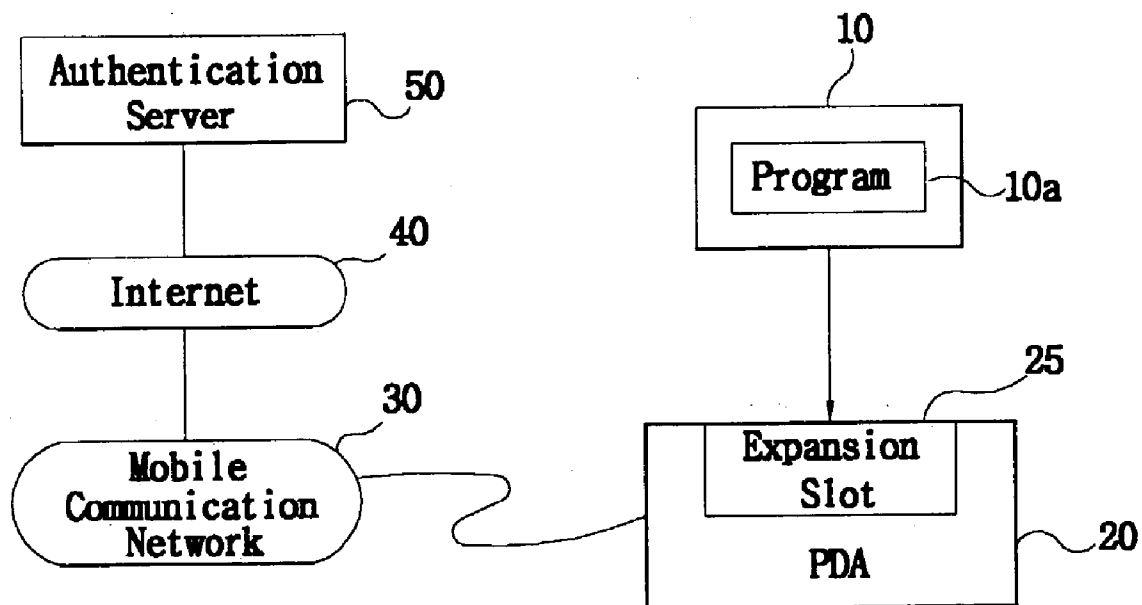 Authentication
Server
50
10
Program
10a
40
Internet
30
Mobile
Communication
Network
25
Expansion
Slot
PDA
20